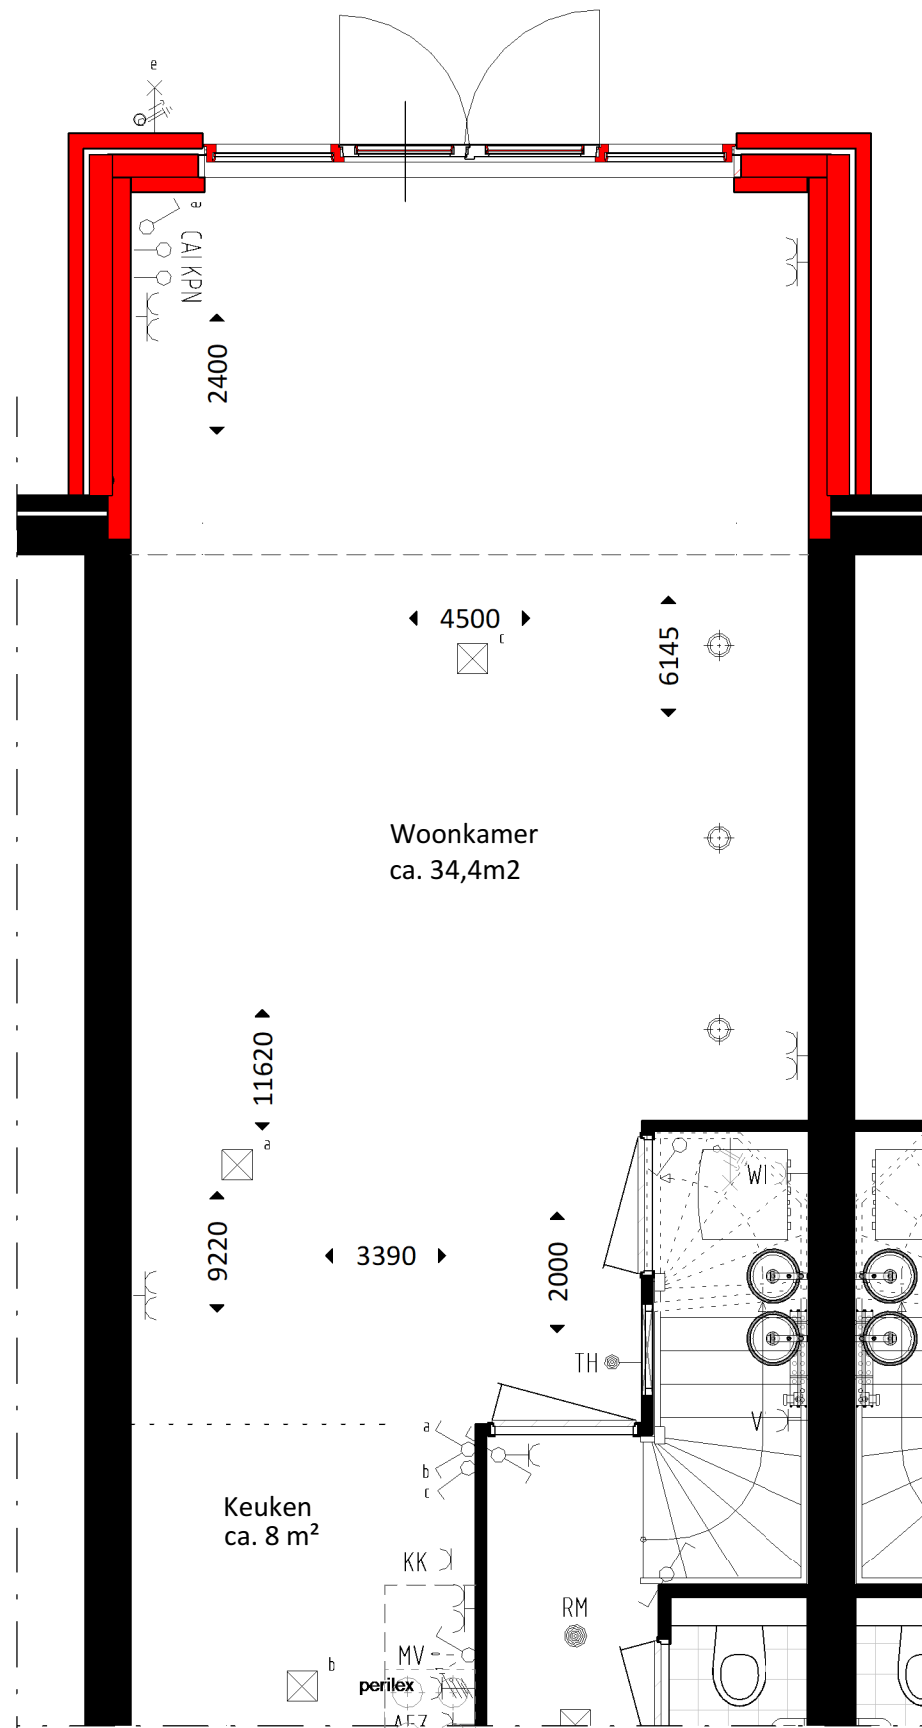 e
e
CAI KPN
2400
4500
c
6145
Woonkamer
ca. 34,4m2
11620
a
WI
9220
3390
2000
TH
V
a
b
c
Keuken
ca. 8 m²
KK
RM
MV
b
perilex
AFZ